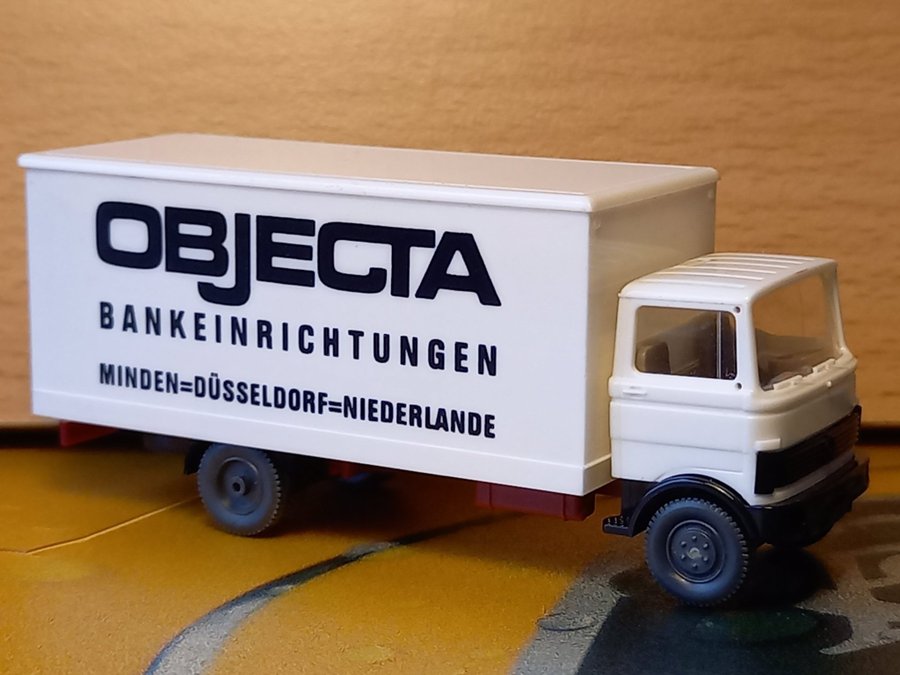 OBJECTA
BANKEINRICHTUNGEN
MINDEN=DÜSSELDORF=NIEDERLANDE